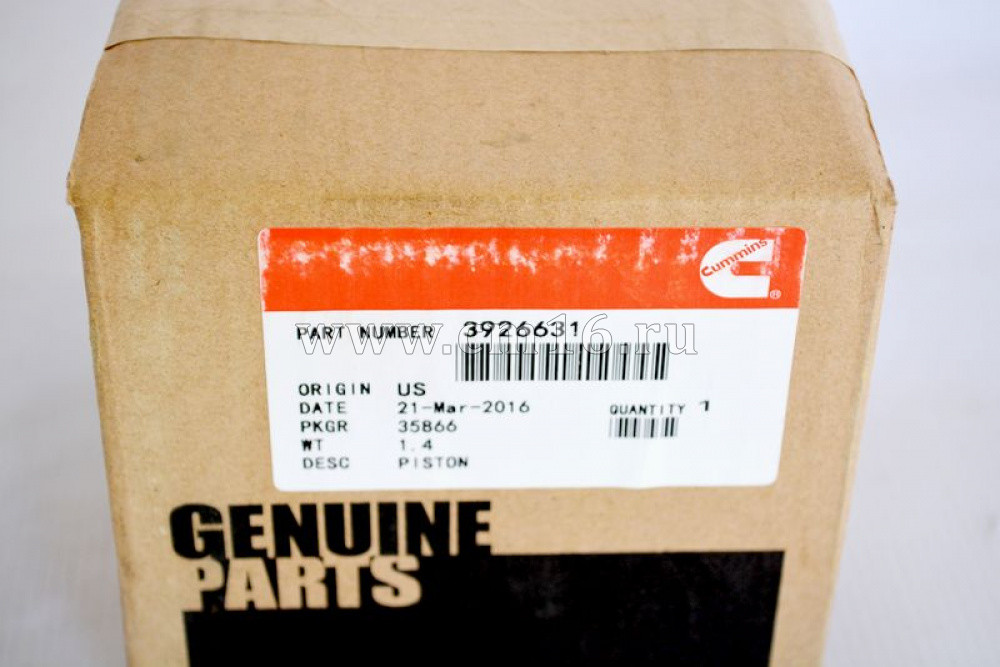 Cummins
®
PART NUMBER 3926631
www.cm16.ru
ORIGIN US
DATE 21-Mar-2016
QUANTITY 1
PKGR 35866
WT 1.4
DESC PISTON
GENUINE
PARTS